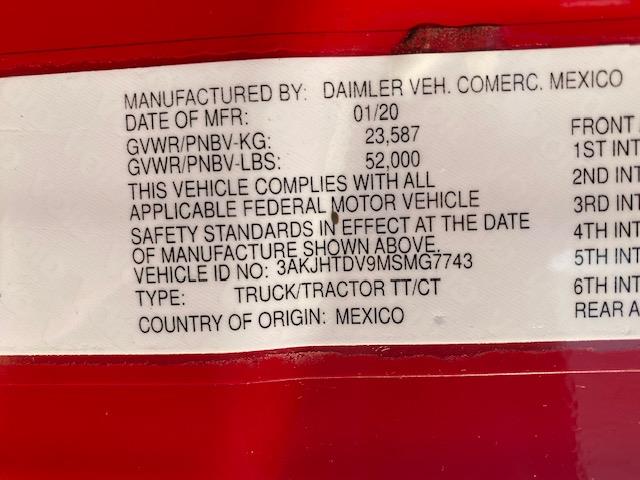 MANUFACTURED BY: DAIMLER VEH. COMERC. MEXICO
DATE OF MFR: 01/20
GVWR/PNBV-KG: 23,587
GVWR/PNBV-LBS: 52,000
THIS VEHICLE COMPLIES WITH ALL
APPLICABLE FEDERAL MOTOR VEHICLE
SAFETY STANDARDS IN EFFECT AT THE DATE
OF MANUFACTURE SHOWN ABOVE.
VEHICLE ID NO: 3AKJHTDV9MSMG7743
TYPE: TRUCK/TRACTOR TT/CT
COUNTRY OF ORIGIN: MEXICO
FRONT
1ST INT
2ND INT
3RD INT
4TH INT
5TH INT
6TH INT
REAR A